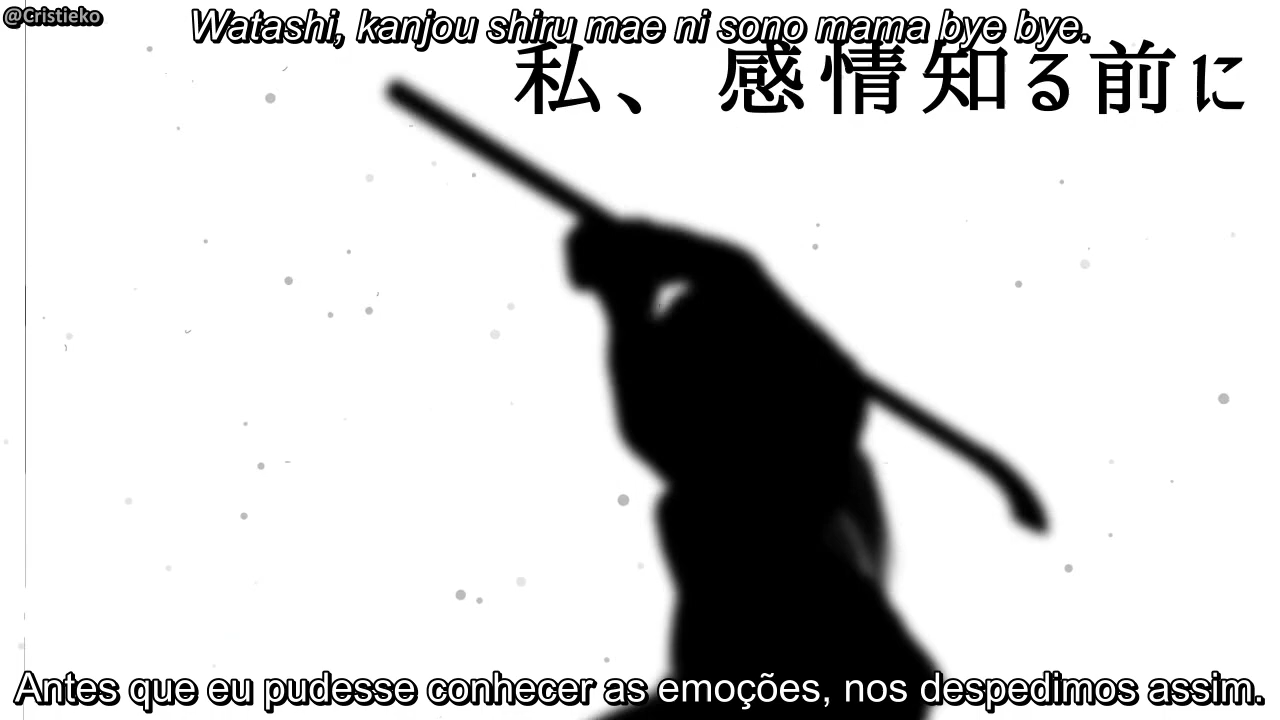 @Cristieko
Watashi, kanjou shiru mae ni sono mama bye bye.
私、感情知る前に
Antes que eu pudesse conhecer as emoções, nos despedimos assim.